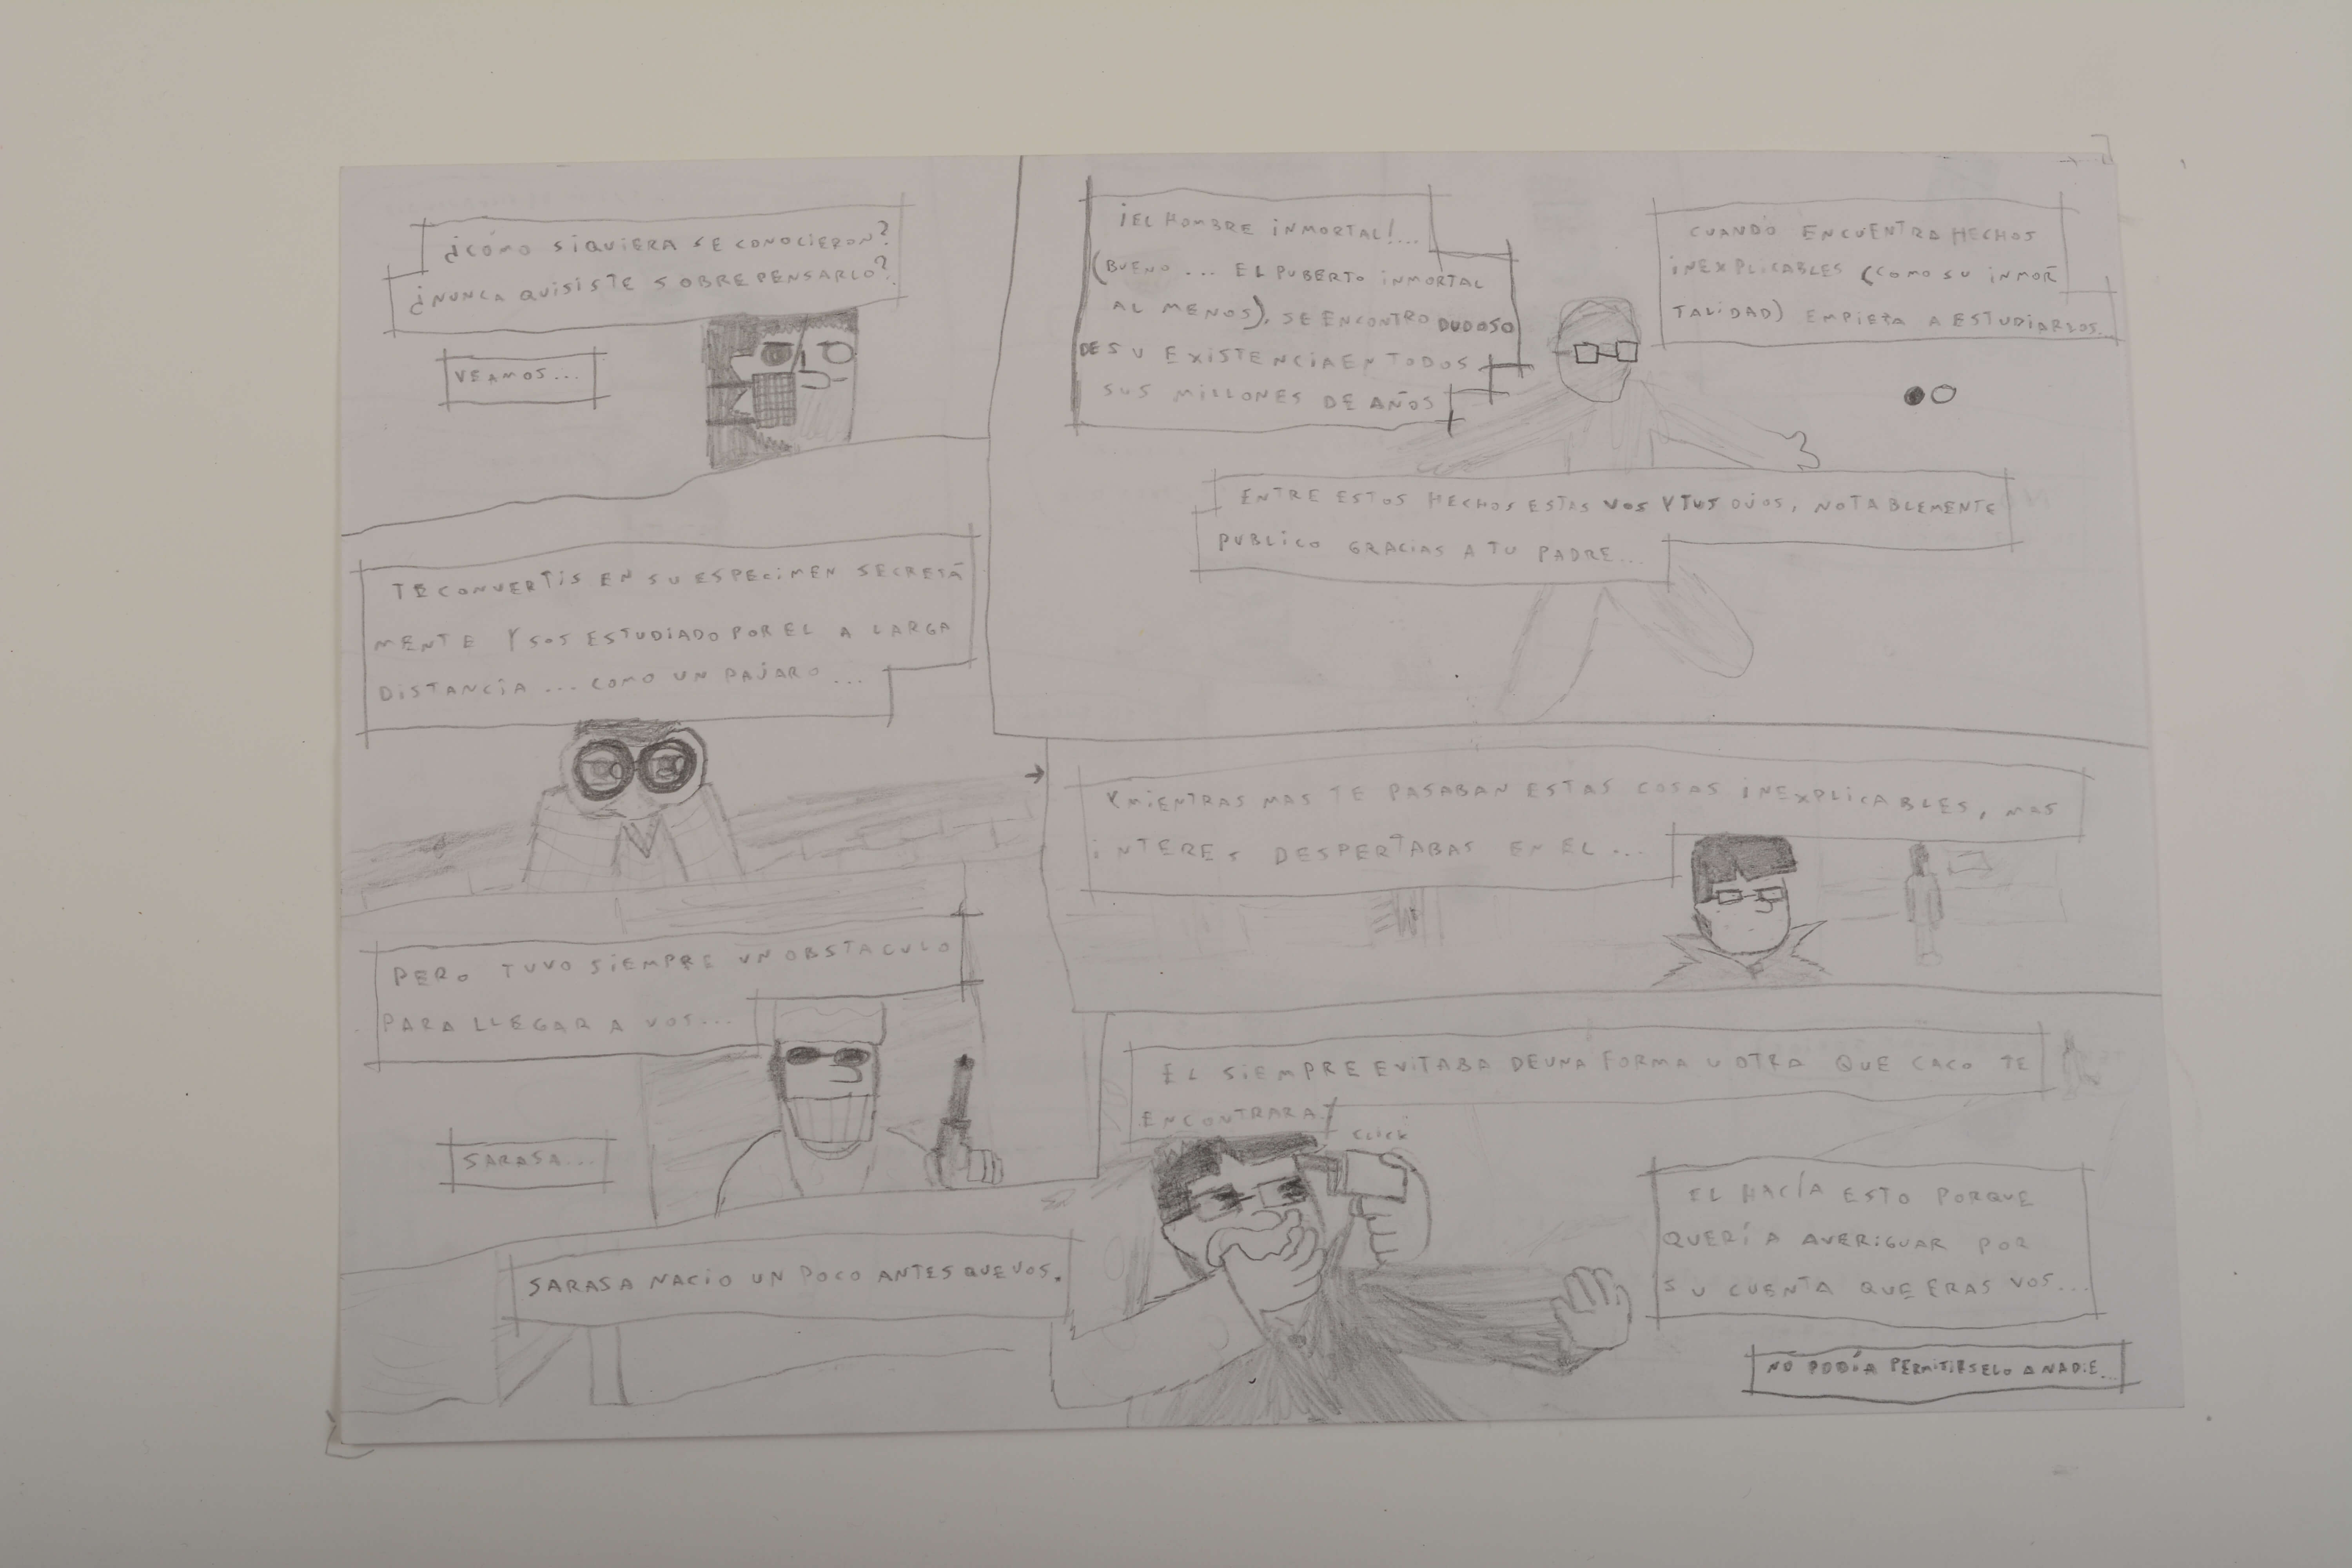 ¿CÓMO SIQUIERA SE CONOCIERON?
¿NUNCA QUISISTE SOBREPENSARLO?
VEAMOS...
¡EL HOMBRE INMORTAL!...
(BUENO... EL PUBERTO INMORTAL
AL MENOS), SE ENCONTRO DUDOSO
DE SU EXISTENCIA EN TODOS
SUS MILLONES DE AÑOS
CUANDO ENCUENTRA HECHOS
INEXPLICABLES (COMO SU INMOR
TALIDAD) EMPIEZA A ESTUDIARLOS...
ENTRE ESTOS HECHOS ESTAS VOS Y TUS OJOS, NOTABLEMENTE
PUBLICO GRACIAS A TU PADRE...
TE CONVERTIS EN SU ESPECIMEN SECRETA
MENTE Y SOS ESTUDIADO POR EL A LARGA
DISTANCIA... COMO UN PAJARO...
Y MIENTRAS MAS TE PASABAN ESTAS COSAS INEXPLICABLES, MAS
INTERES DESPERTABAS EN EL...
PERO TUVO SIEMPRE UN OBSTACULO
PARA LLEGAR A VOS...
SARASA...
SARASA NACIO UN POCO ANTES QUE VOS.
EL SIEMPRE EVITABA DE UNA FORMA U OTRA QUE CACO TE
ENCONTRARA
CLICK
EL HACÍA ESTO PORQUE
QUERÍA AVERIGUAR POR
SU CUENTA QUE ERAS VOS...
NO PODÍA PERMITIRSELO A NADIE...